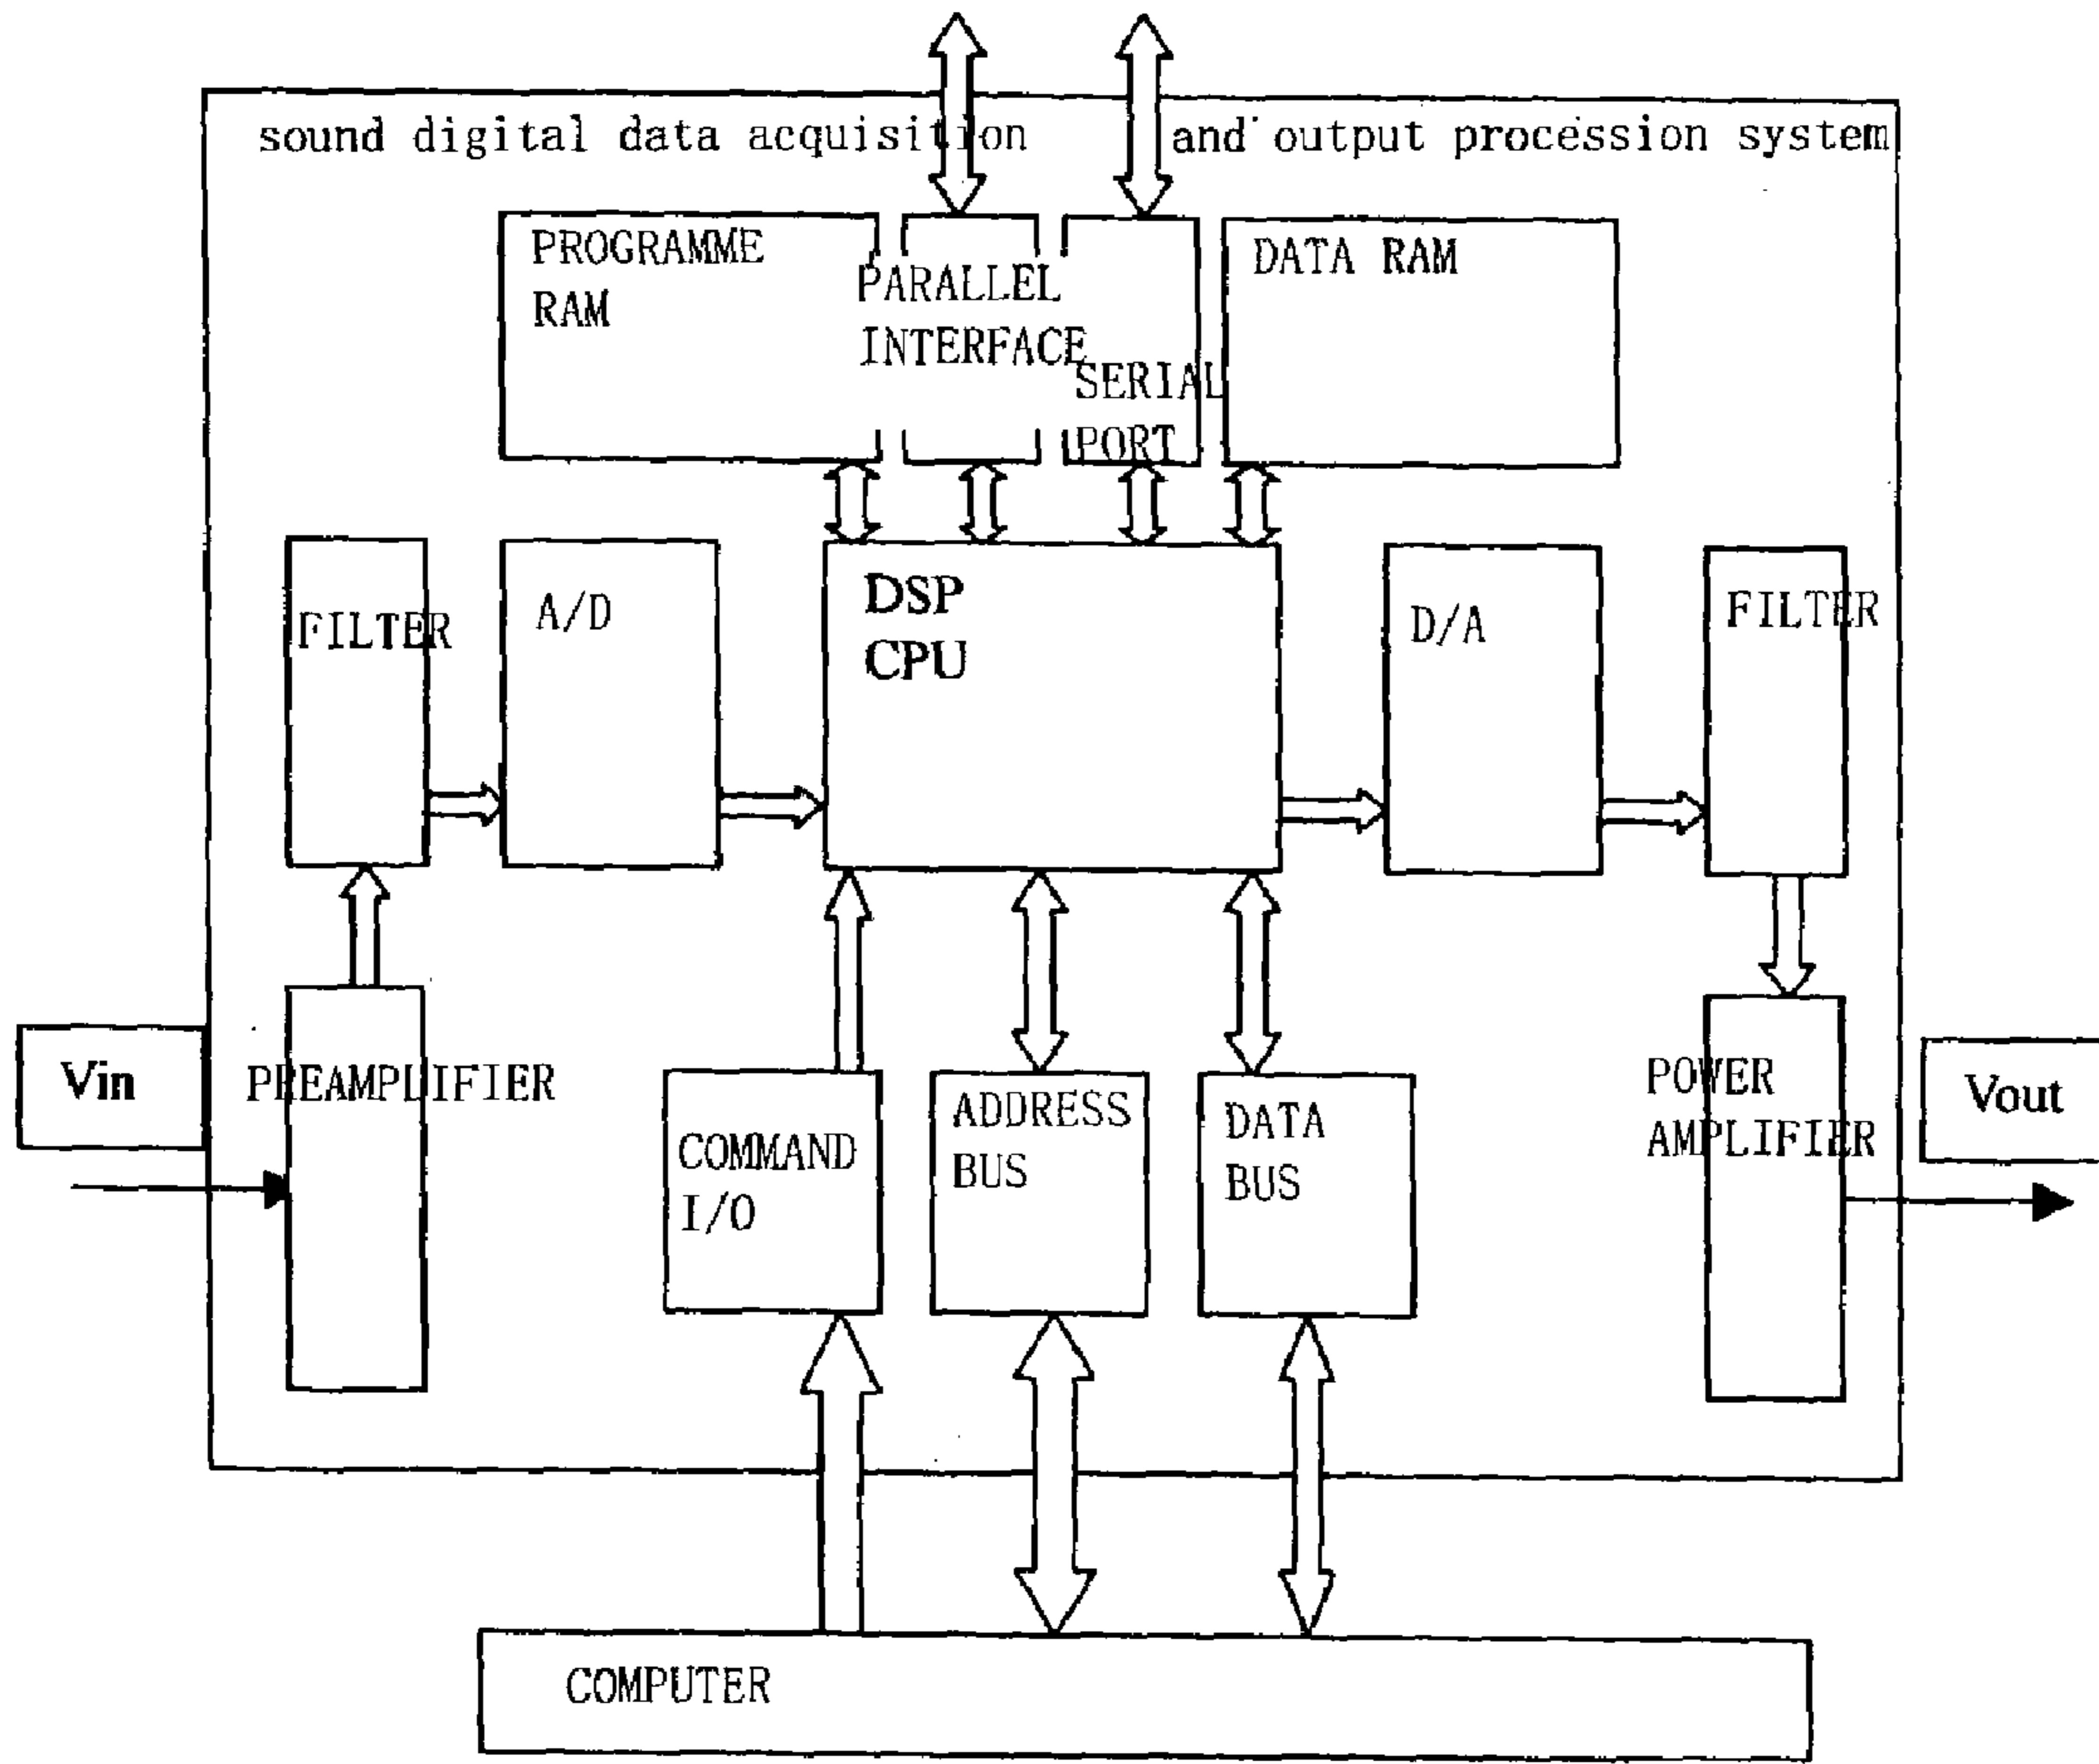 sound digital data acquisition and output procession system
PROGRAMME
RAM
PARALLEL
INTERFACE
SERIAL
PORT
DATA RAM
FILTER
A/D
DSP
CPU
D/A
FILTER
Vin
PREAMPLIFIER
COMMAND
I/O
ADDRESS
BUS
DATA
BUS
POWER
AMPLIFIER
Vout
COMPUTER